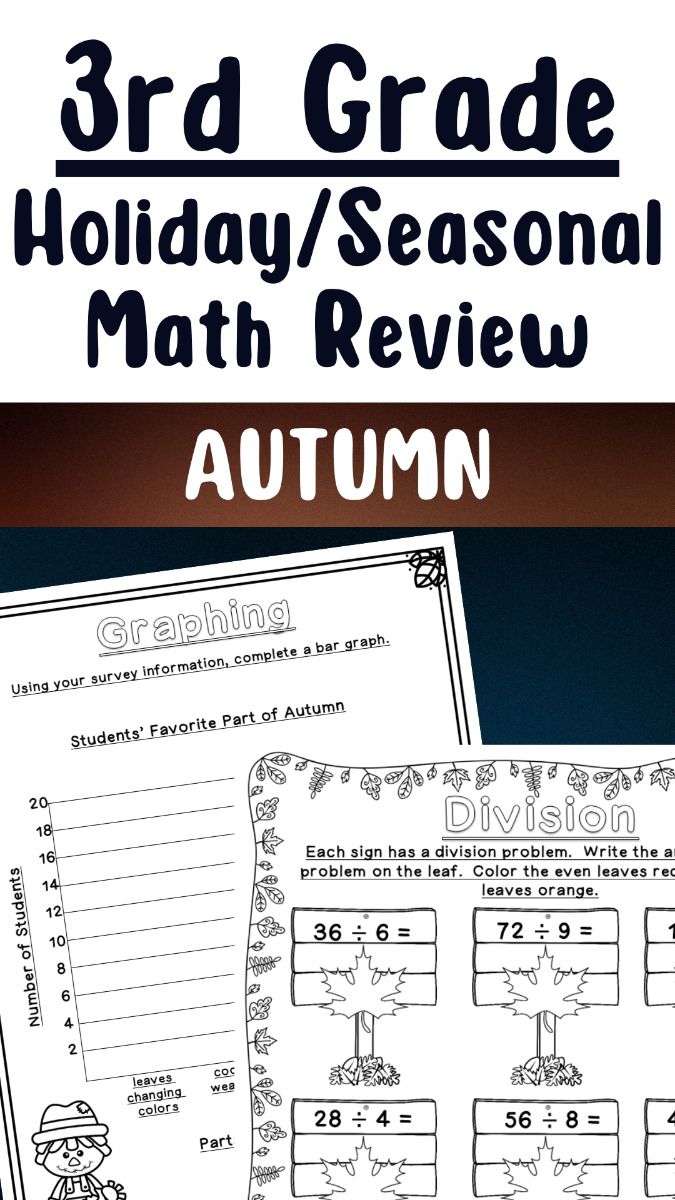 3rd Grade
Holiday/Seasonal
Math Review
AUTUMN
Graphing
Using your survey information, complete a bar graph.
Students' Favorite Part of Autumn
20
18
16
14
12
10
8
6
4
2
Number of Students
leaves
changing
colors
Part
Division
Each sign has a division problem. Write the
problem on the leaf. Color the even leaves
leaves orange.
36 ÷ 6 =
72 ÷ 9 =
28 ÷ 4 =
56 ÷ 8 =